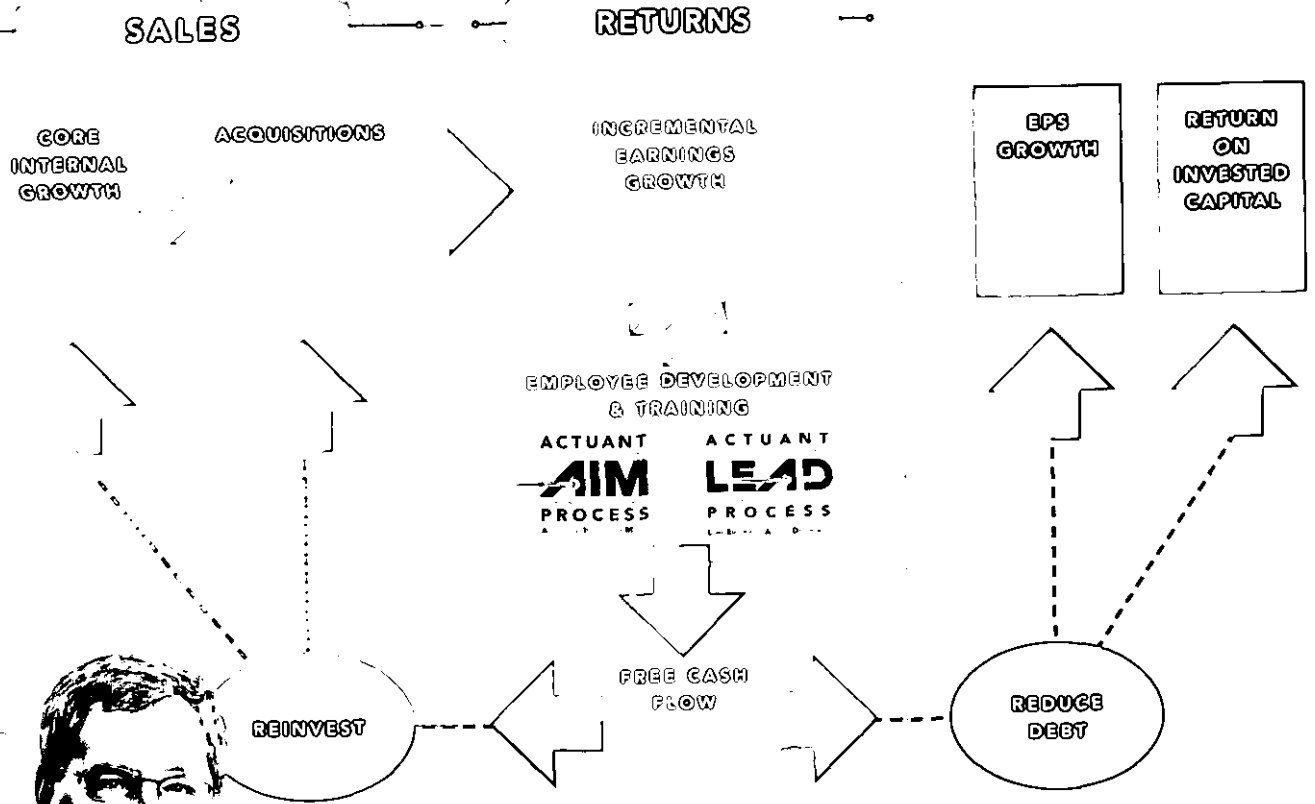 SALES
RETURNS
CORE
INTERNAL
GROWTH
ACQUISITIONS
INCREMENTAL
EARNINGS
GROWTH
EPS
GROWTH
RETURN
ON
INVESTED
CAPITAL
EMPLOYEE DEVELOPMENT
& TRAINING
ACTUANT
AIM
PROCESS
ACTUANT
LEAD
PROCESS
FREE CASH
FLOW
REINVEST
REDUCE
DEBT